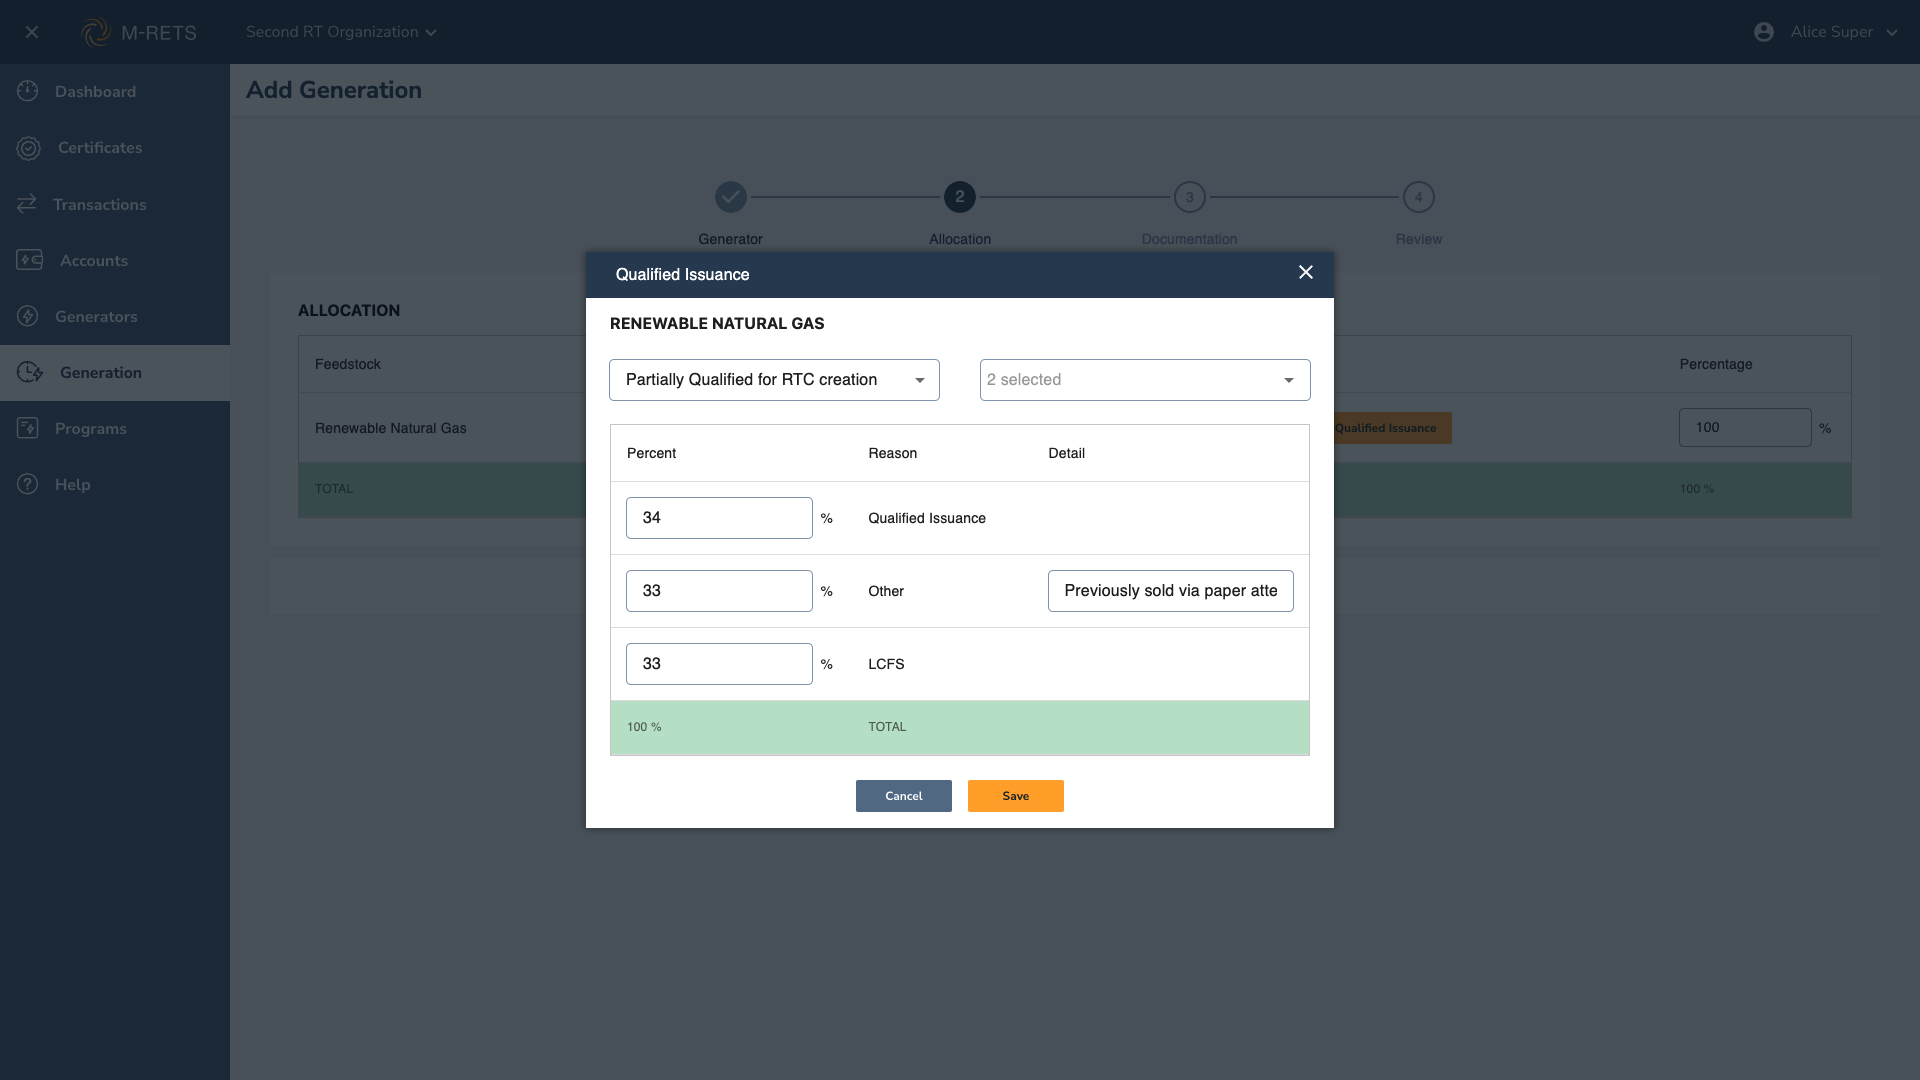 M-RETS
Second RT Organization
Alice Super
Dashboard
Certificates
Transactions
Accounts
Generators
Generation
Programs
Help
Add Generation
2
3
4
Generator
Allocation
Documentation
Review
ALLOCATION
Feedstock
Percentage
Renewable Natural Gas
Qualified Issuance
100
%
TOTAL
100 %
Qualified Issuance
RENEWABLE NATURAL GAS
Partially Qualified for RTC creation
2 selected
Percent Reason Detail
34 % Qualified Issuance
33 % Other Previously sold via paper atte
33 % LCFS
100 % TOTAL
Cancel
Save